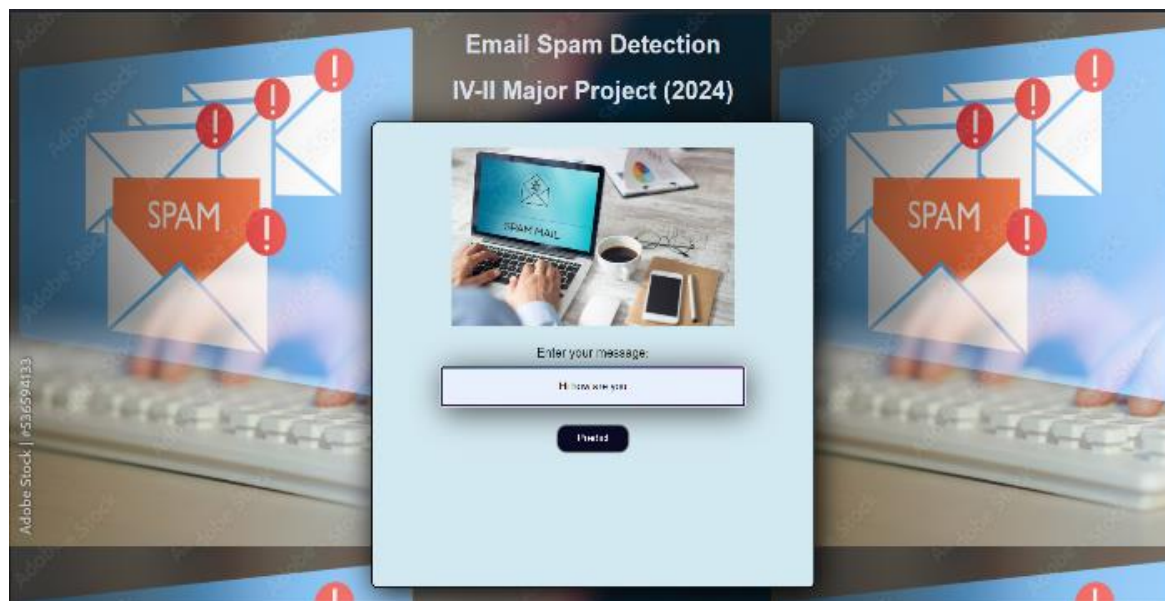 Email Spam Detection
IV-II Major Project (2024)
SPAM
SPAM
SPAM MAIL
Enter your message:
Hi how are you
Predict
Adobe Stock | #536594133